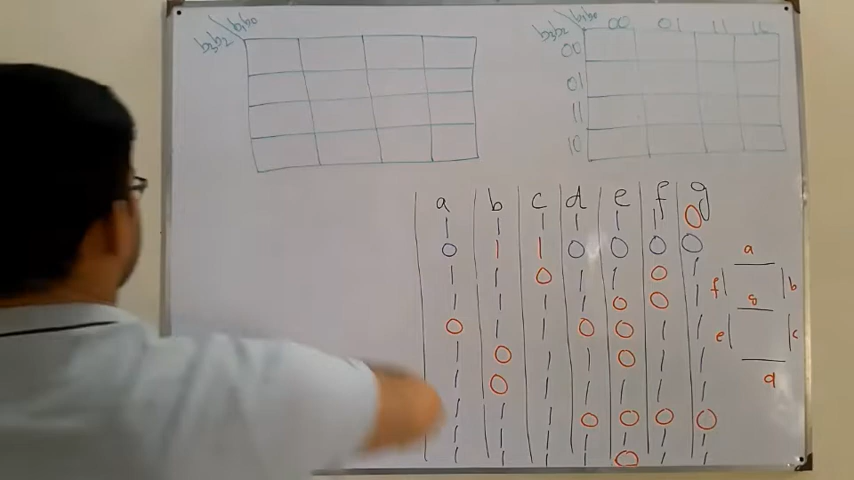 b1b0
b3b2
b1b0
b3b2
00 01 11 10
00
01
11
10
a b c d e f g
1 1 1 1 1 1 0
0 1 1 0 0 0 0
1 1 0 1 1 0 1
1 1 1 1 0 0 1
0 1 1 0 0 1 1
1 0 1 1 0 1 1
1 0 1 1 1 1 1
1 1 1 0 0 0 0
1 1 1 1 1 1 1
1 1 1 1 0 1 1
a
f b
g
e c
d